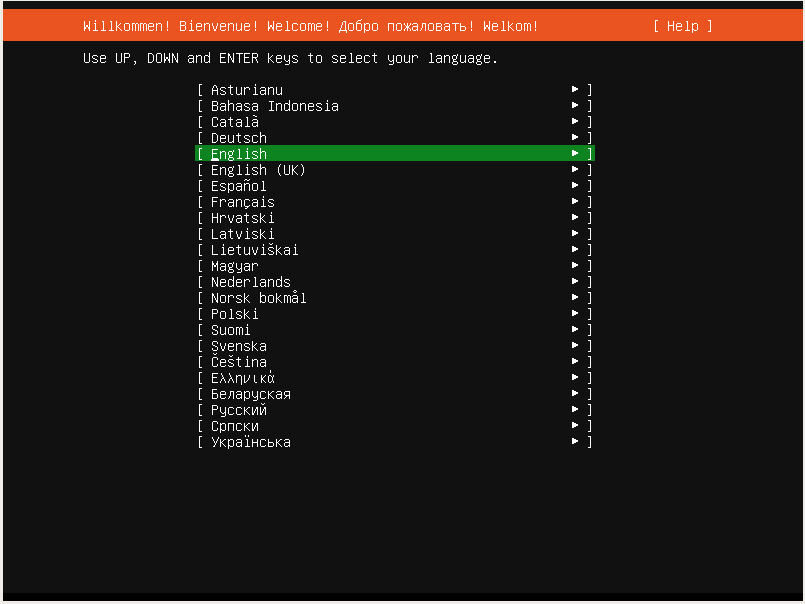 Willkommen! Bienvenue! Welcome! Добро пожаловать! Welkom! [ Help ]
Use UP, DOWN and ENTER keys to select your language.
[ Asturianu ► ]
[ Bahasa Indonesia ► ]
[ Català ► ]
[ Deutsch ► ]
[ English ► ]
[ English (UK) ► ]
[ Español ► ]
[ Français ► ]
[ Hrvatski ► ]
[ Latviski ► ]
[ Lietuviškai ► ]
[ Magyar ► ]
[ Nederlands ► ]
[ Norsk bokmål ► ]
[ Polski ► ]
[ Suomi ► ]
[ Svenska ► ]
[ Čeština ► ]
[ Ελληνικά ► ]
[ Беларуская ► ]
[ Русский ► ]
[ Српски ► ]
[ Українська ► ]